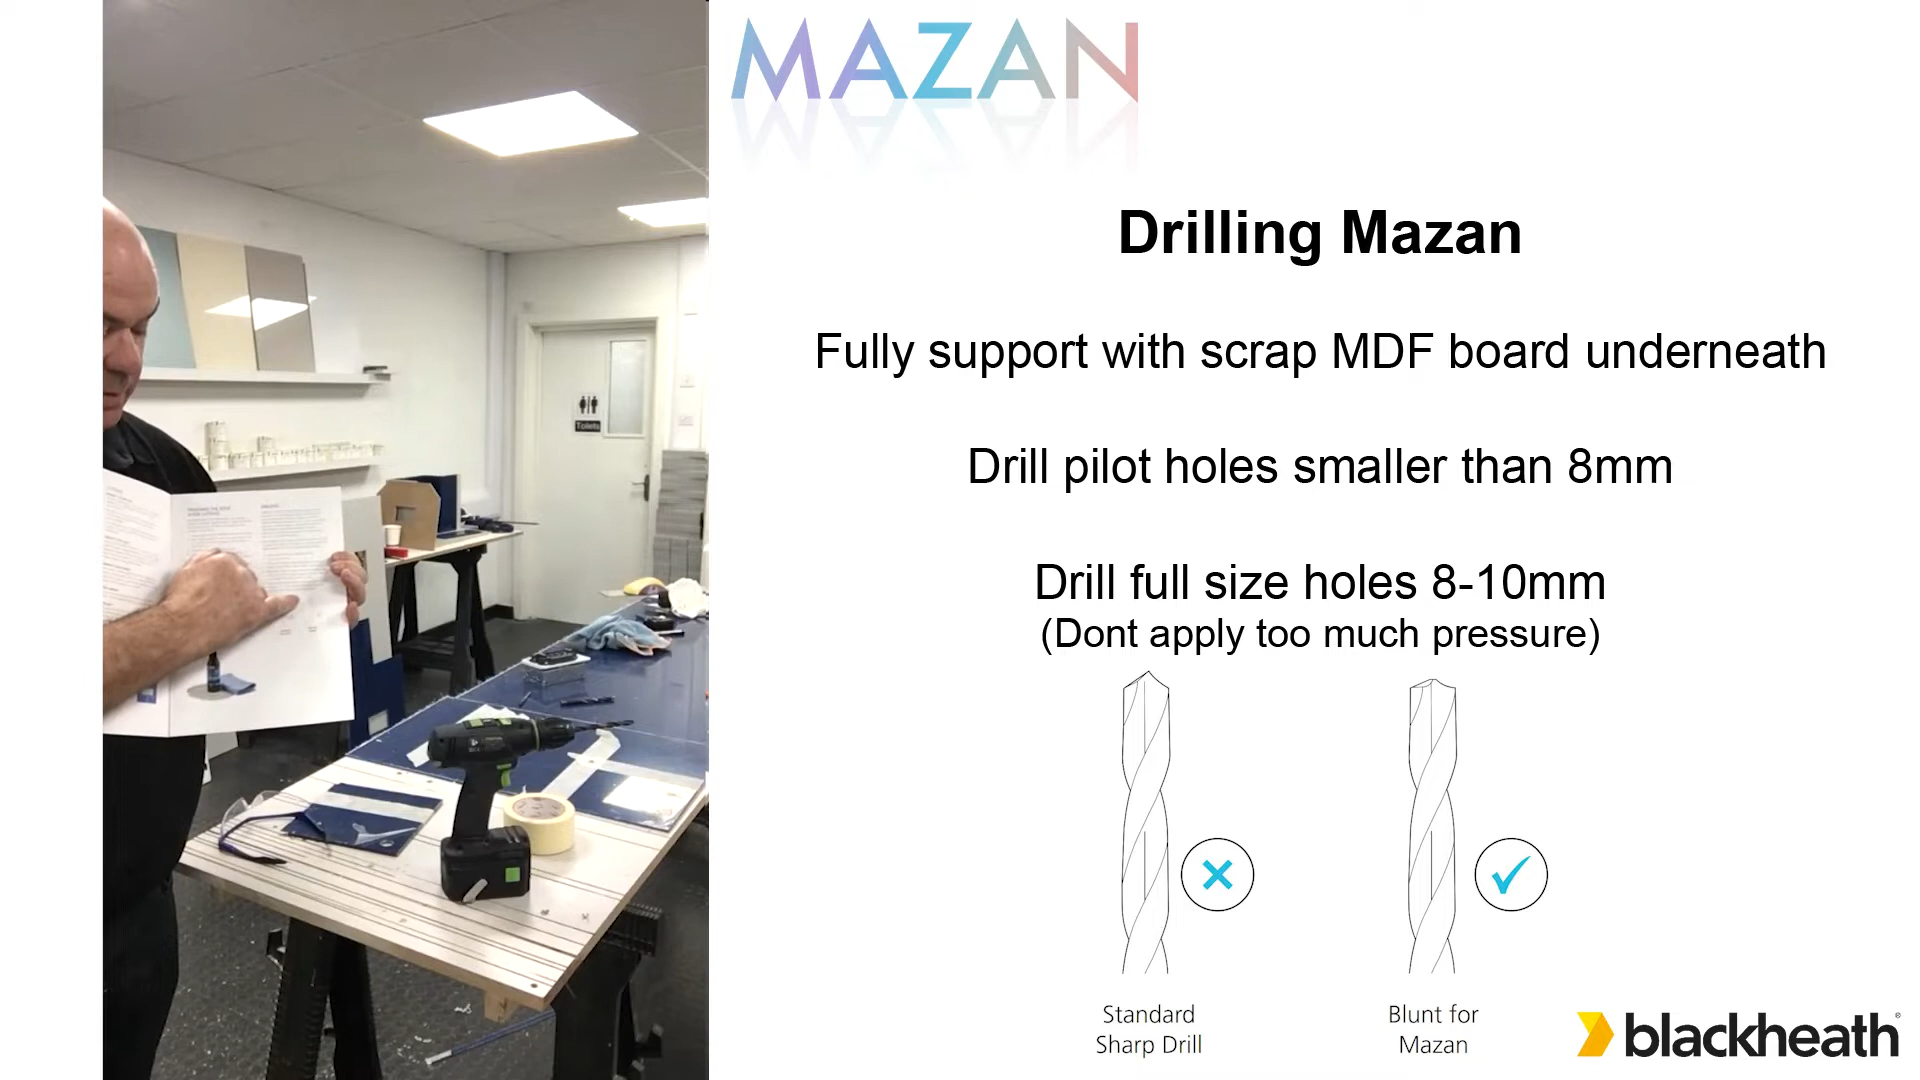 MAZAN
Drilling Mazan
Fully support with scrap MDF board underneath
Drill pilot holes smaller than 8mm
Drill full size holes 8-10mm
(Dont apply too much pressure)
Standard
Sharp Drill
Blunt for
Mazan
blackheath®
Toilets